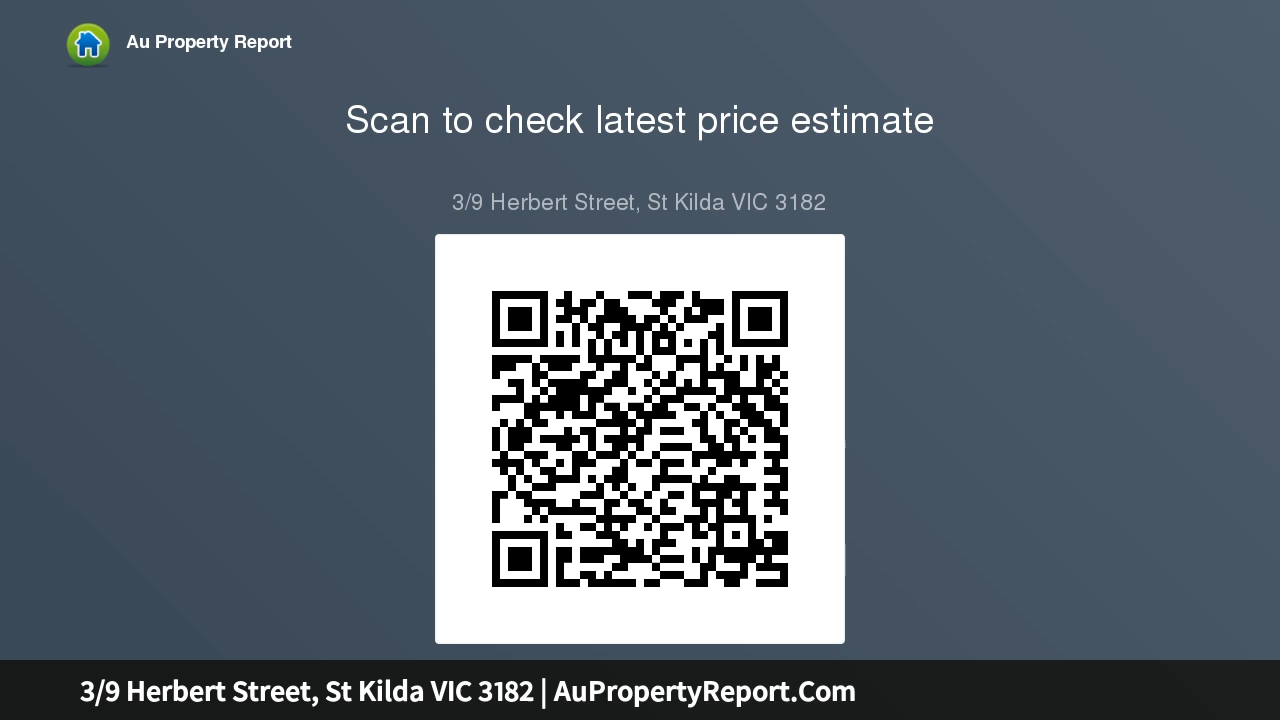 Au Property Report
Scan to check latest price estimate
3/9 Herbert Street, St Kilda VIC 3182
3/9 Herbert Street, St Kilda VIC 3182 | AuPropertyReport.Com